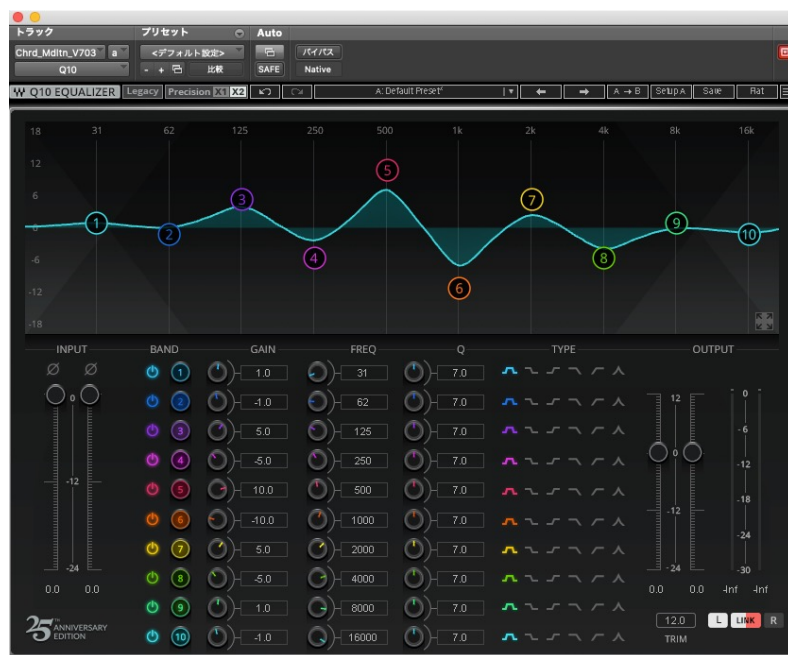 トラック プリセット Auto
Chrd_Mdltn_V703 a <デフォルト設定> バイパス
Q10 - + 比較 SAFE Native
Q10 EQUALIZER Legacy Precision X1 X2 A: Default Preset* A → B Setup A Save Flat
18 31 62 125 250 500 1k 2k 4k 8k 16k
12
6
0
-6
-12
-18
1 2 3 4 5 6 7 8 9 10
INPUT BAND GAIN FREQ Q TYPE OUTPUT
1 1.0 31 7.0
2 -1.0 62 7.0
3 5.0 125 7.0
4 -5.0 250 7.0
5 10.0 500 7.0
6 -10.0 1000 7.0
7 5.0 2000 7.0
8 -5.0 4000 7.0
9 1.0 8000 7.0
10 -1.0 16000 7.0
0
-12
-24
0.0 0.0
12
0
-12
-24
0.0 0.0
0
-6
-12
-18
-24
-30
-Inf -Inf
12.0 L LINK R
TRIM
25TH ANNIVERSARY
EDITION